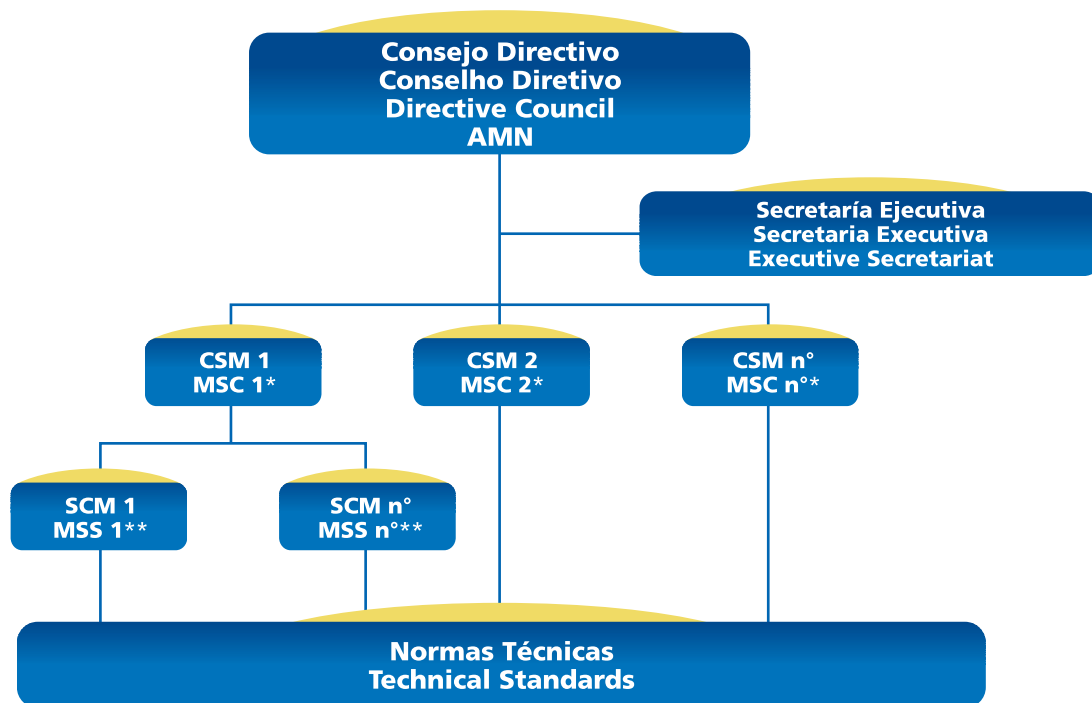 Consejo Directivo
Conselho Diretivo
Directive Council
AMN
Secretaría Ejecutiva
Secretaria Executiva
Executive Secretariat
CSM 1
MSC 1*
CSM 2
MSC 2*
CSM n°
MSC n°*
SCM 1
MSS 1**
SCM n°
MSS n°**
Normas Técnicas
Technical Standards